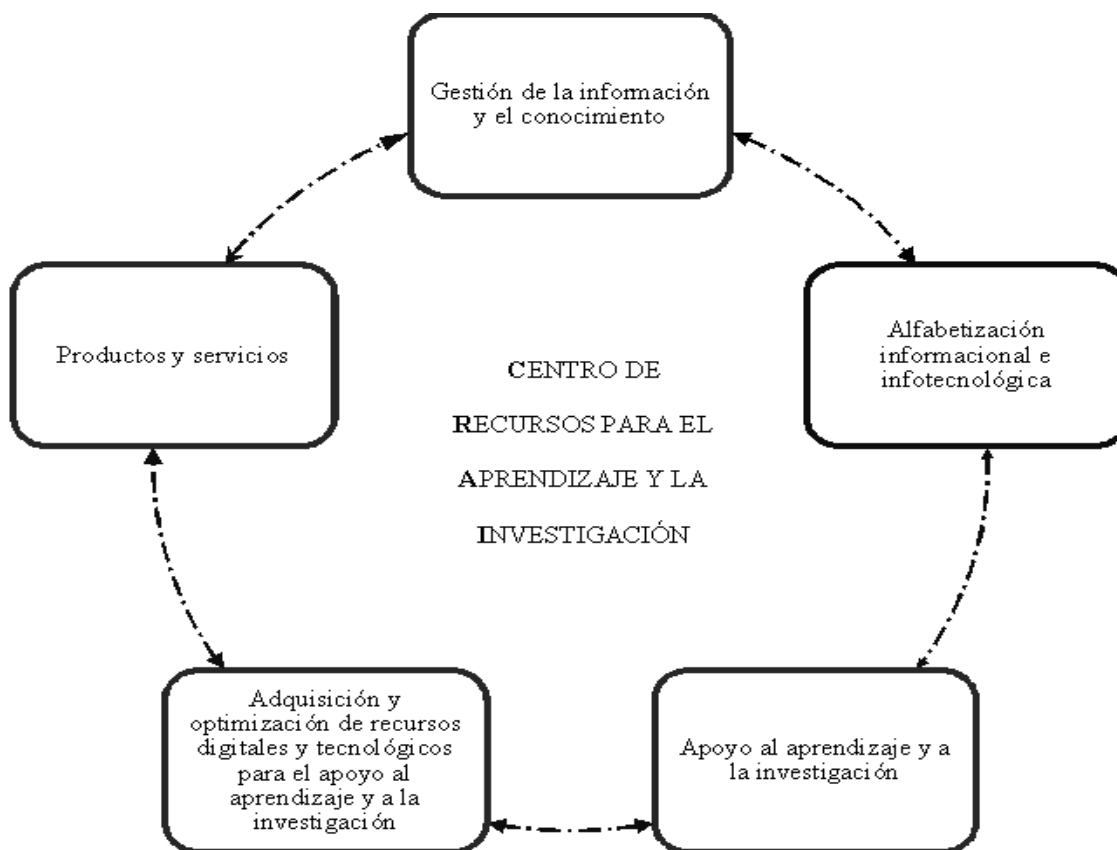 Gestión de la información
y el conocimiento
Productos y servicios
Alfabetización
informacional e
infotecnológica
CENTRO DE
RECURSOS PARA EL
APRENDIZAJE Y LA
INVESTIGACIÓN
Adquisición y
optimización de recursos
digitales y tecnológicos
para el apoyo al
aprendizaje y a la
investigación
Apoyo al aprendizaje y a
la investigación